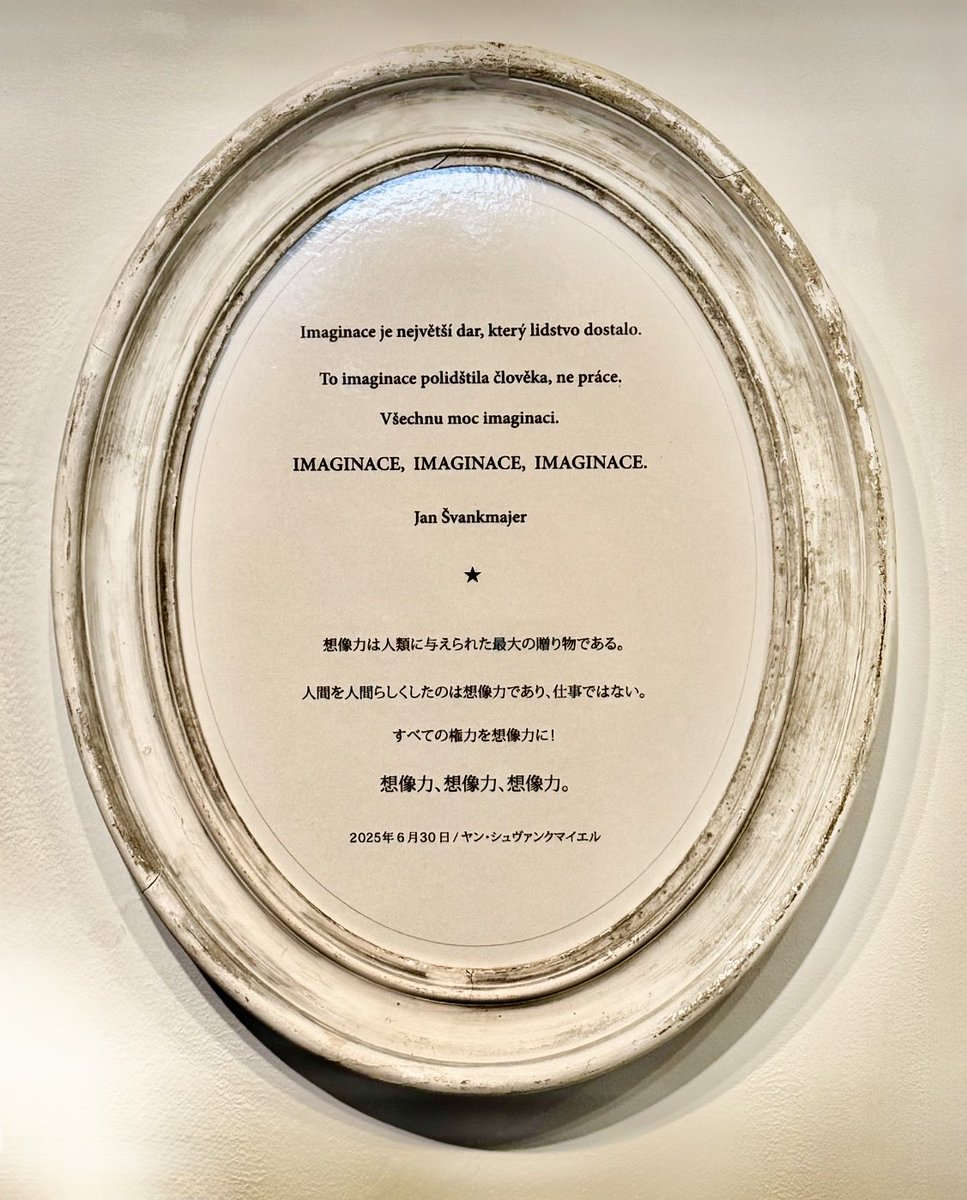 Imaginace je největší dar, který lidstvo dostalo.
To imaginace polidštila člověka, ne práce.
Všechnu moc imaginaci.
IMAGINACE, IMAGINACE, IMAGINACE.
Jan Švankmajer
★
想像力は人類に与えられた最大の贈り物である。
人間を人間らしくしたのは想像力であり、仕事ではない。
すべての権力を想像力に！
想像力、想像力、想像力。
2025年6月30日 / ヤン・シュヴァンクマイエル